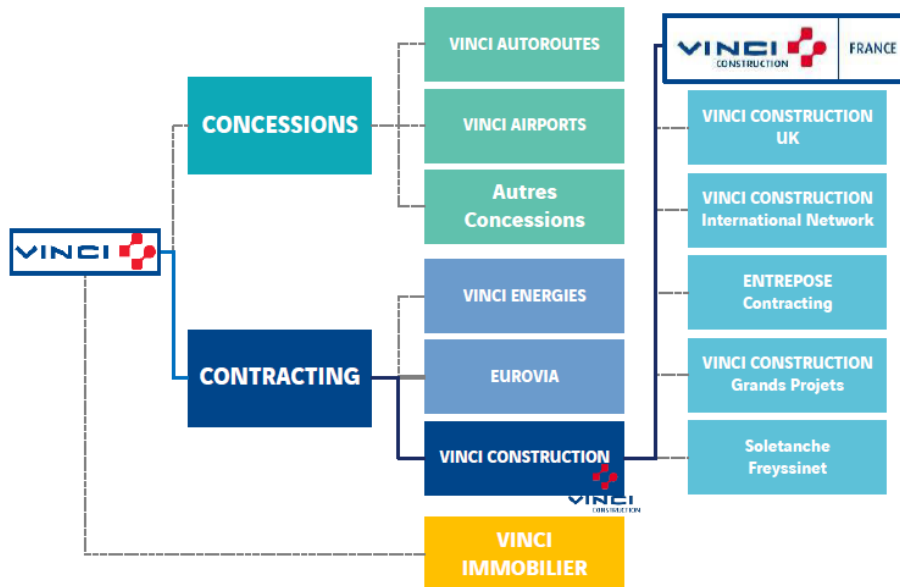 VINCI
CONCESSIONS
CONTRACTING
VINCI AUTOROUTES
VINCI AIRPORTS
Autres
Concessions
VINCI ENERGIES
EUROVIA
VINCI CONSTRUCTION
VINCI
CONSTRUCTION
VINCI
IMMOBILIER
VINCI
CONSTRUCTION
FRANCE
VINCI CONSTRUCTION
UK
VINCI CONSTRUCTION
International Network
ENTREPOSE
Contracting
VINCI CONSTRUCTION
Grands Projets
Soletanche
Freyssinet